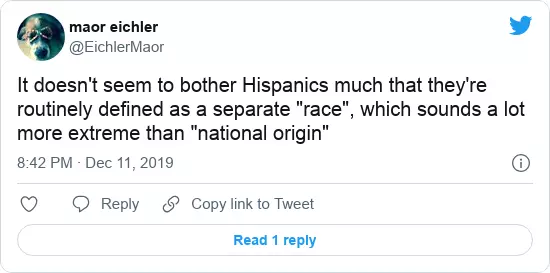 maor eichler
@EichlerMaor
It doesn't seem to bother Hispanics much that they're
routinely defined as a separate "race", which sounds a lot
more extreme than "national origin"
8:42 PM · Dec 11, 2019
Reply
Copy link to Tweet
Read 1 reply